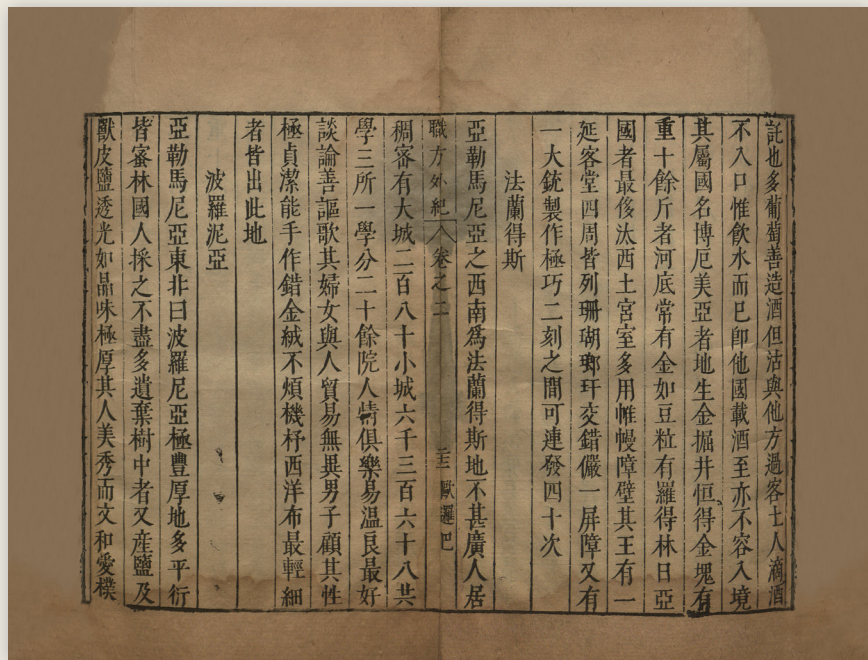 託也多葡萄善造酒但沽與他方過客土人滴酒
不入口惟飲水而已卽他國載酒至亦不容入境
其屬國名博厄美亞者地生金掘井恒得金塊有
重十餘斤者河底常有金如豆粒有羅得林日亞
國者最侈汰西土宮室多用帷幔障壁其王有一
延客堂四周皆列珊瑚瑯玕交錯儼一屏障又有
一大銃製作極巧二刻之間可連發四十次
法蘭得斯
亞勒馬尼亞之西南爲法蘭得斯地不甚廣人居
職方外紀 卷之二 歐邏巴
稠密有大城二百八十小城六千三百六十八共
學三所一學分二十餘院人情俱樂易溫良最好
談論善謳歌其婦女與人貿易無異男子顧其性
極貞潔能手作錯金絨不煩機杼西洋布最輕細
者皆出此地
波羅泥亞
亞勒馬尼亞東北曰波羅尼亞極豐厚地多平衍
皆蜜林國人採之不盡多遺棄樹中者又產鹽及
獸皮鹽透光如晶味極厚其人美秀而文和愛樸